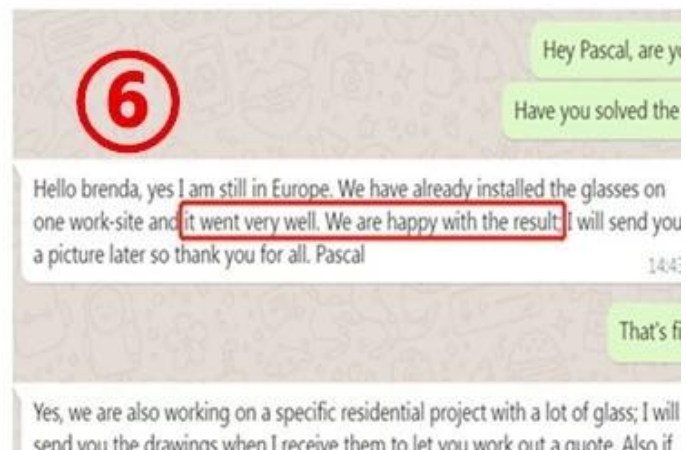 Hey Pascal, are
⑥
Have you solved the
Hello brenda, yes I am still in Europe. We have already installed the glasses on
one work-site and it went very well. We are happy with the result; I will send you
a picture later so thank you for all. Pascal
14:43
That's
Yes, we are also working on a specific residential project with a lot of glass; I will
send you the drawings when I receive them to let you work out a quote. Also if